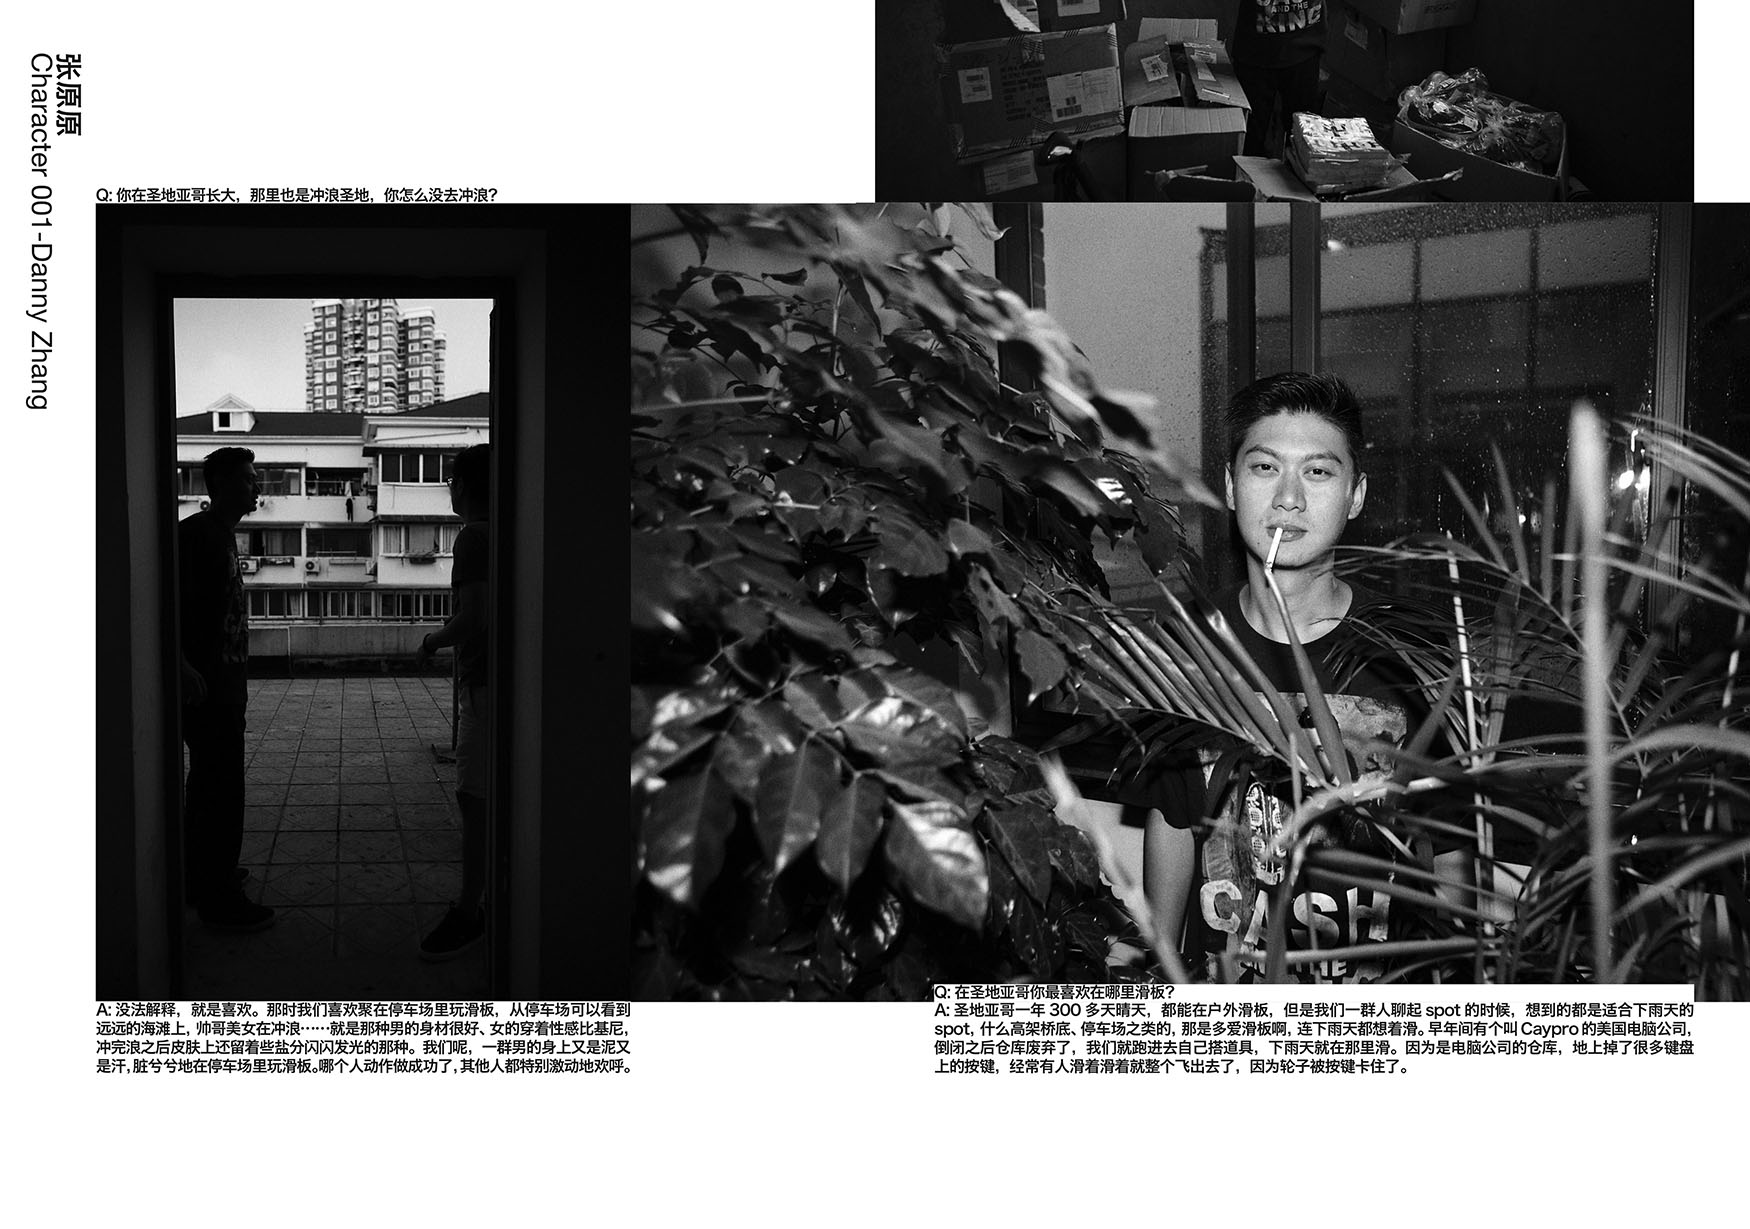 张原原
Character 001-Danny Zhang
AND THE
KING
Q: 你在圣地亚哥长大，那里也是冲浪圣地，你怎么没去冲浪？
CASH
A: 没法解释，就是喜欢。那时我们喜欢聚在停车场里玩滑板，从停车场可以看到
远远的海滩上，帅哥美女在冲浪……就是那种男的身材很好、女的穿着性感比基尼，
冲完浪之后皮肤上还留着些盐分闪闪发光的那种。我们呢，一群男的身上又是泥又
是汗，脏兮兮地在停车场里玩滑板。哪个人动作做成功了，其他人都特别激动地欢呼。
Q: 在圣地亚哥你最喜欢在哪里滑板？
A: 圣地亚哥一年 300 多天晴天，都能在户外滑板，但是我们一群人聊起 spot 的时候，想到的都是适合下雨天的
spot，什么高架桥底、停车场之类的，那是多爱滑板啊，连下雨天都想着滑。早年间有个叫 Caypro 的美国电脑公司，
倒闭之后仓库废弃了，我们就跑进去自己搭道具，下雨天就在那里滑。因为是电脑公司的仓库，地上掉了很多键盘
上的按键，经常有人滑着滑着就整个飞出去了，因为轮子被按键卡住了。